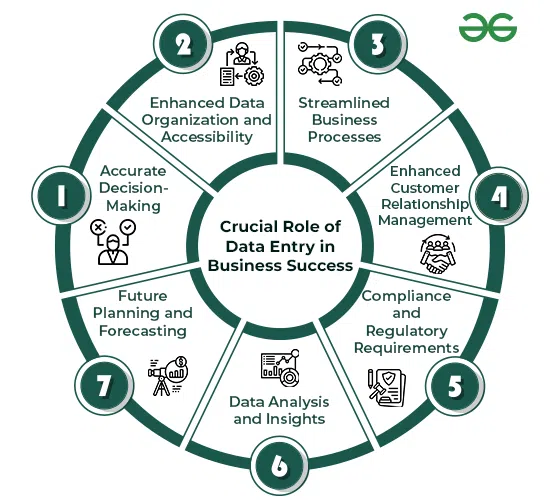 Crucial Role of
Data Entry in
Business Success
1
Accurate
Decision-
Making
2
Enhanced Data
Organization and
Accessibility
3
Streamlined
Business
Processes
4
Enhanced
Customer
Relationship
Management
5
Compliance
and
Regulatory
Requirements
6
Data Analysis
and Insights
7
Future
Planning and
Forecasting